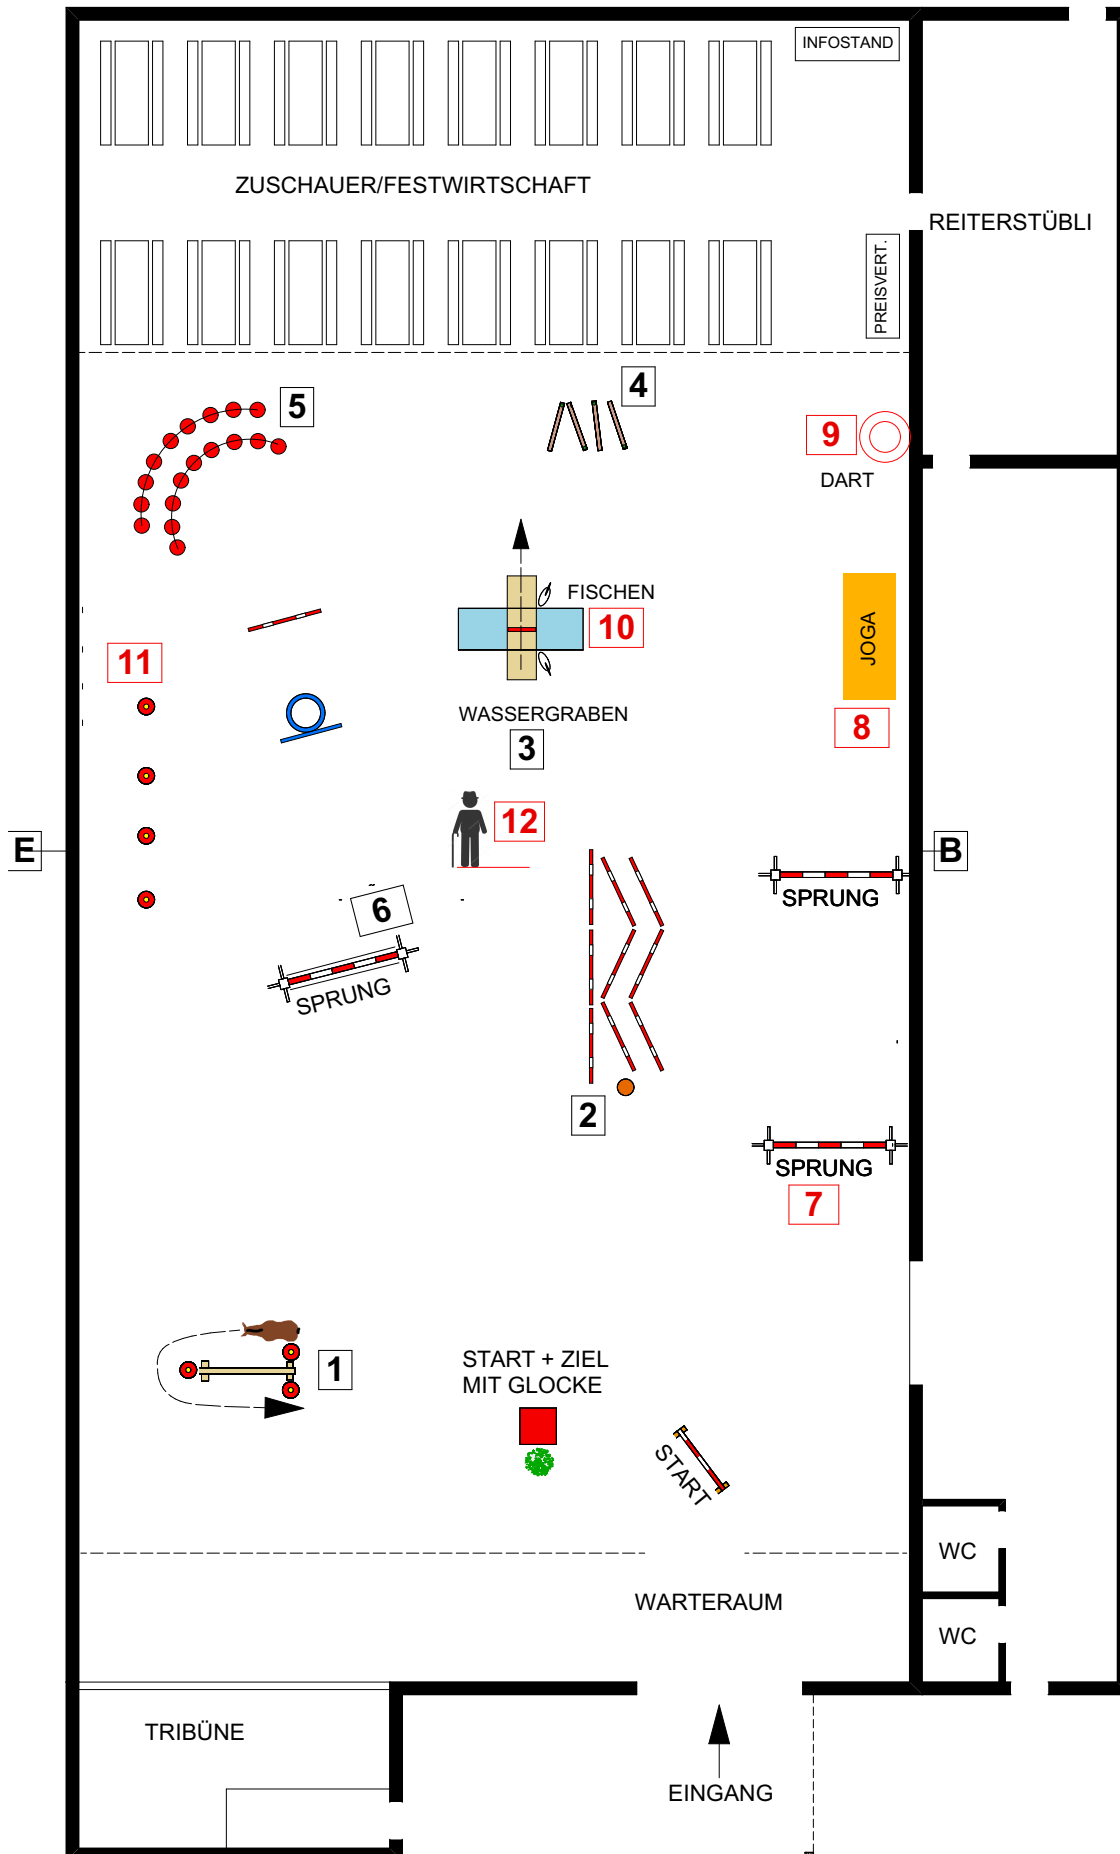 INFOSTAND
ZUSCHAUER/FESTWIRTSCHAFT
REITERSTÜBLI
PREISVERT.
5
4
9
DART
FISCHEN
10
JOGA
11
8
WASSERGRABEN
3
12
E
B
SPRUNG
6
SPRUNG
2
SPRUNG
7
1
START + ZIEL
MIT GLOCKE
START
WC
WARTERAUM
WC
TRIBÜNE
EINGANG